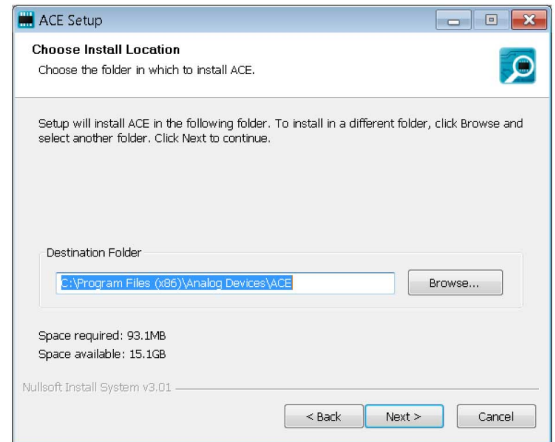 ACE Setup
Choose Install Location
Choose the folder in which to install ACE.
Setup will install ACE in the following folder. To install in a different folder, click Browse and
select another folder. Click Next to continue.
Destination Folder
C:\Program Files (x86)\Analog Devices\ACE
Browse...
Space required: 93.1MB
Space available: 15.1GB
Nullsoft Install System v3.01
< Back Next > Cancel